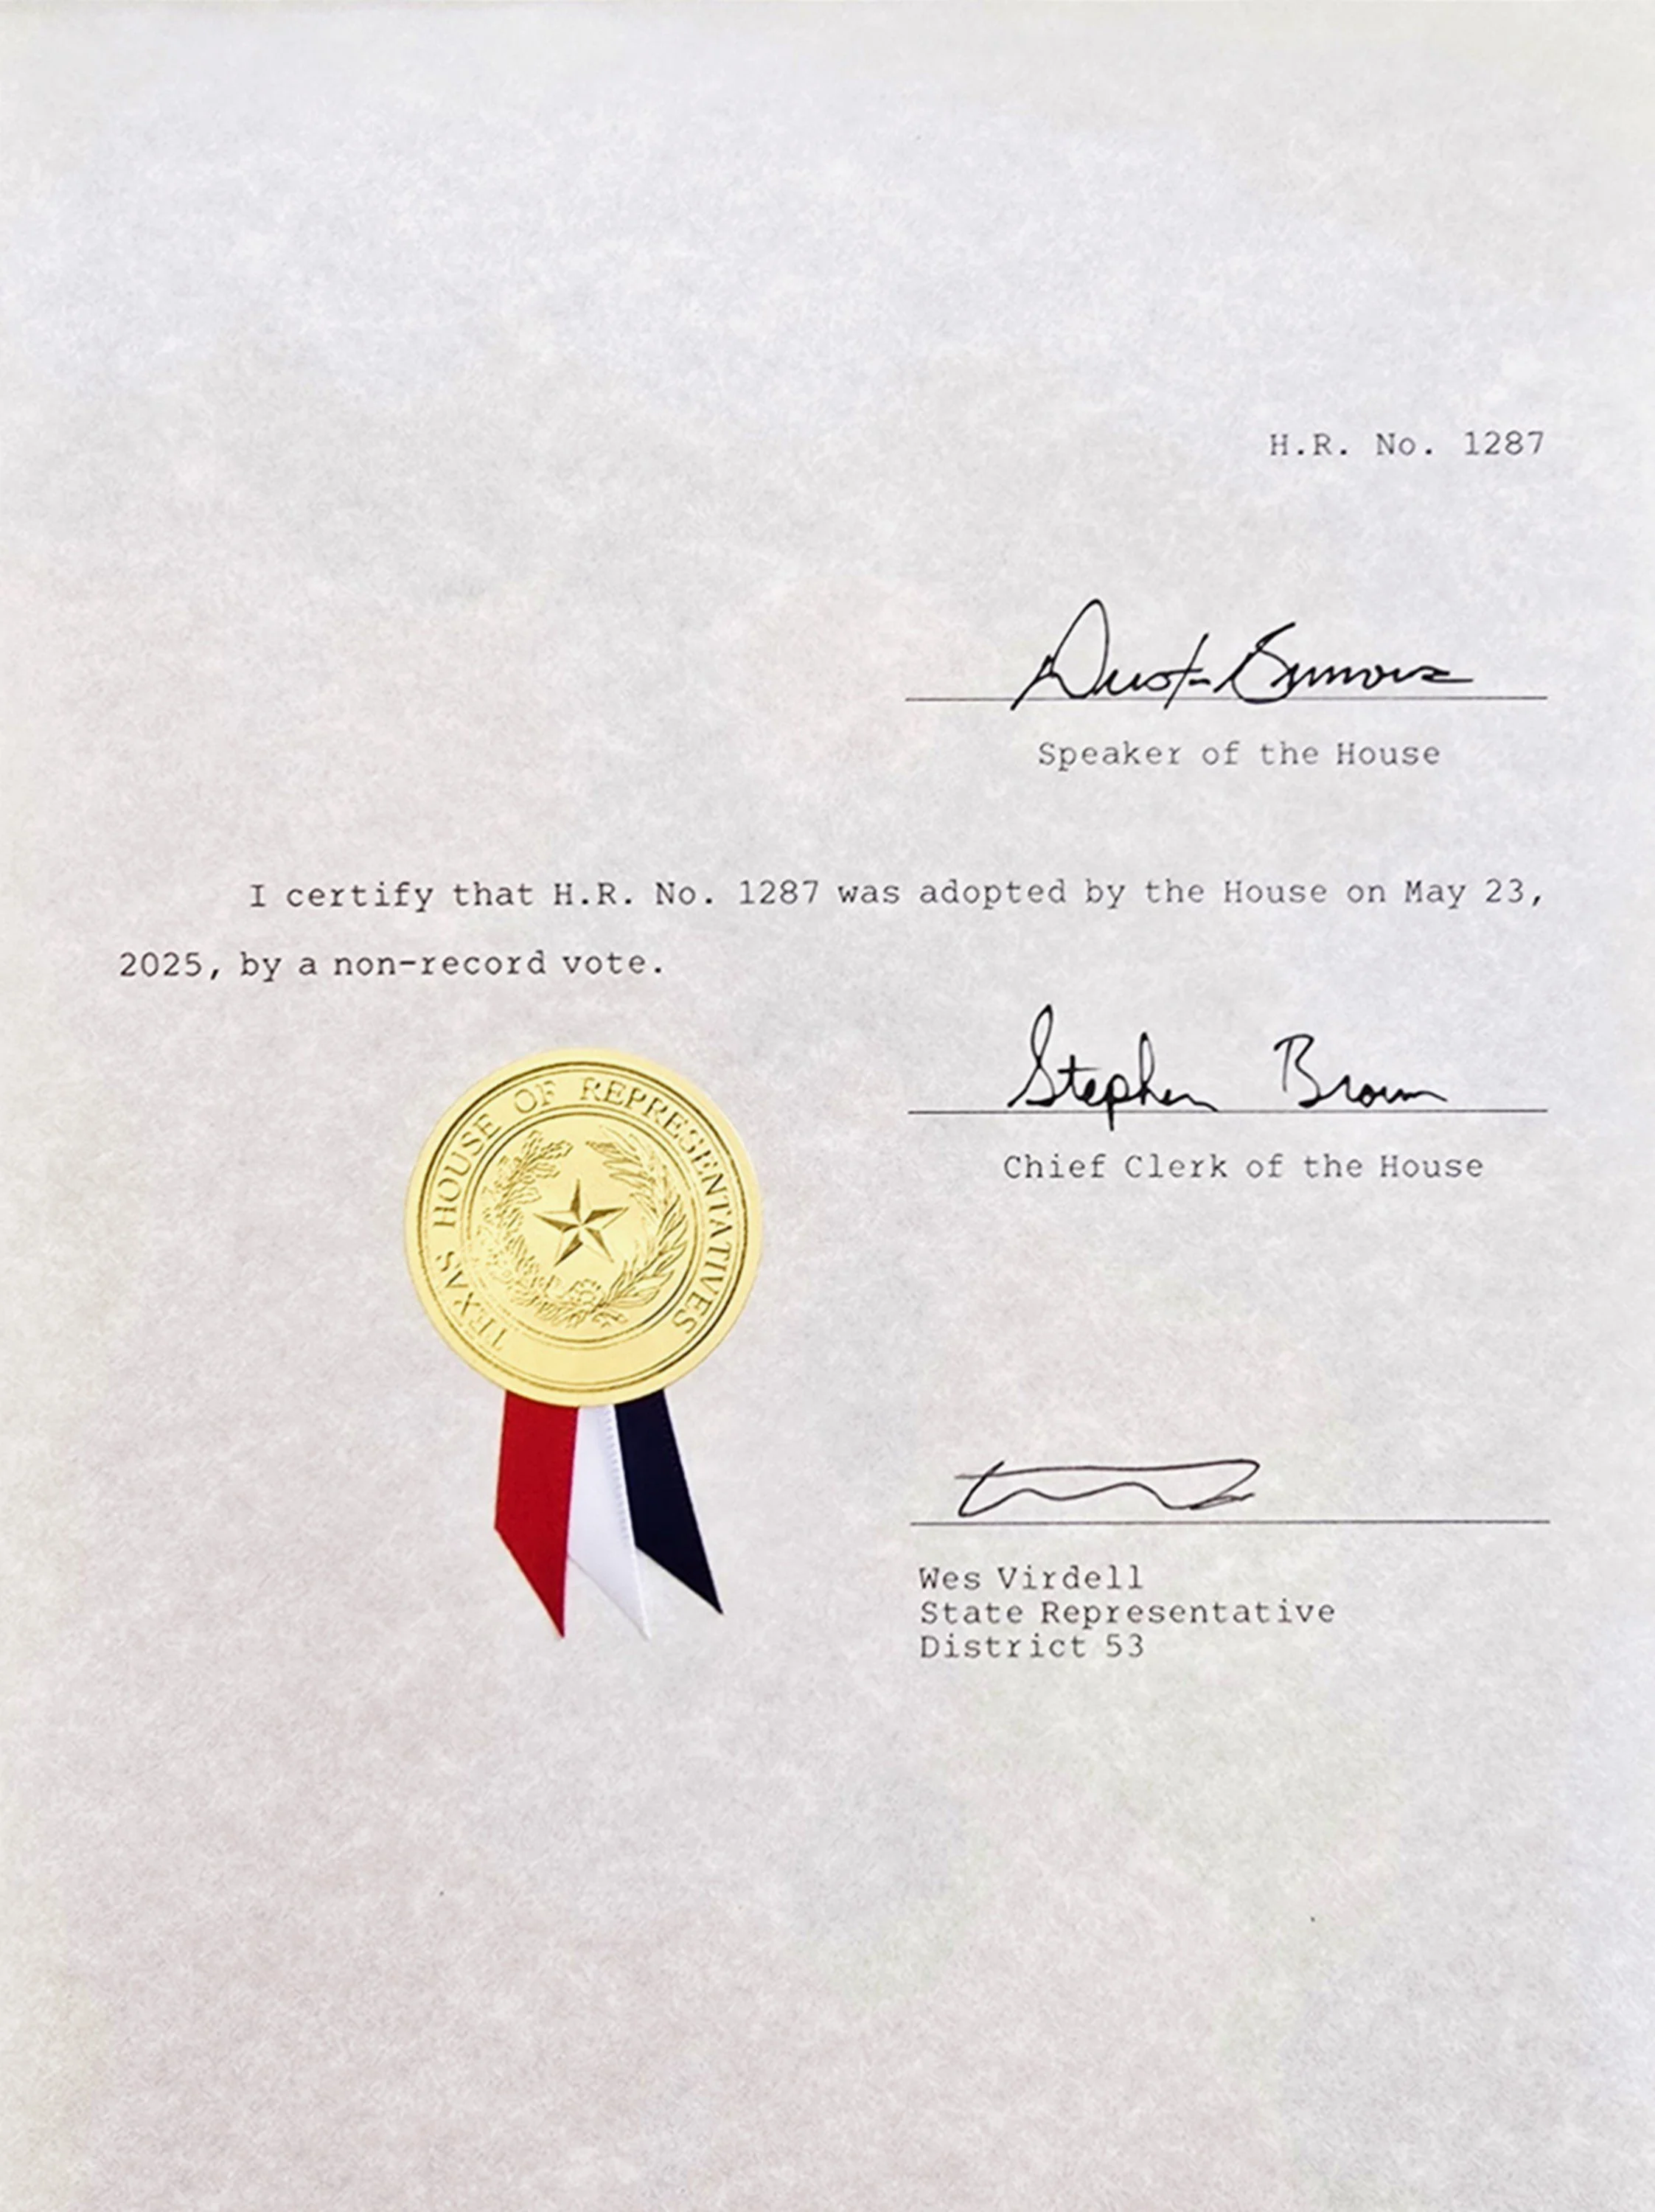 H.R. No. 1287
Speaker of the House
I certify that H.R. No. 1287 was adopted by the House on May 23,
2025, by a non-record vote.
Stephen Brown
Chief Clerk of the House
TEXAS HOUSE OF REPRESENTATIVES
Wes Virdell
State Representative
District 53